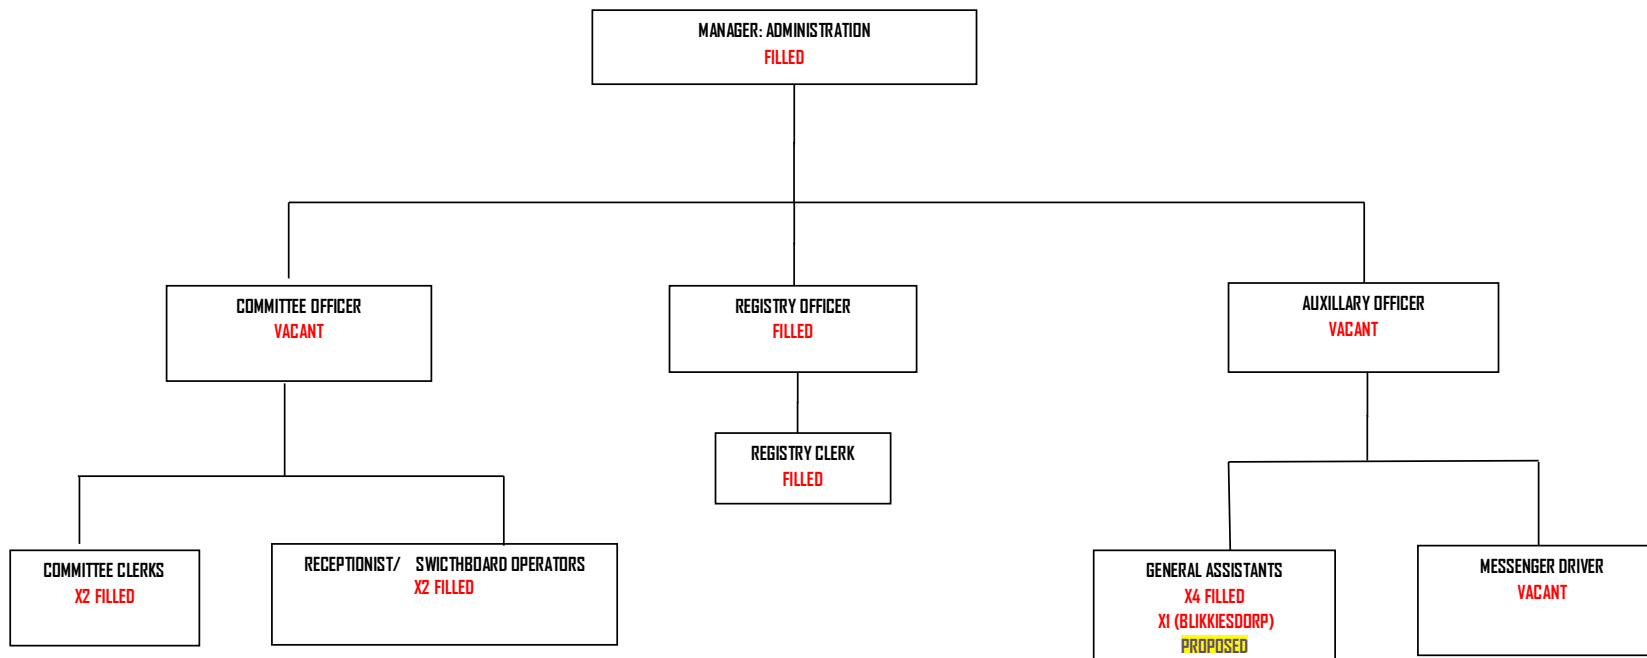 MANAGER: ADMINISTRATION
FILLED
COMMITTEE OFFICER
VACANT
REGISTRY OFFICER
FILLED
AUXILLARY OFFICER
VACANT
REGISTRY CLERK
FILLED
COMMITTEE CLERKS
X2 FILLED
RECEPTIONIST/ SWICTHBOARD OPERATORS
X2 FILLED
GENERAL ASSISTANTS
X4 FILLED
X1 (BLIKKIESDORP)
PROPOSED
MESSENGER DRIVER
VACANT